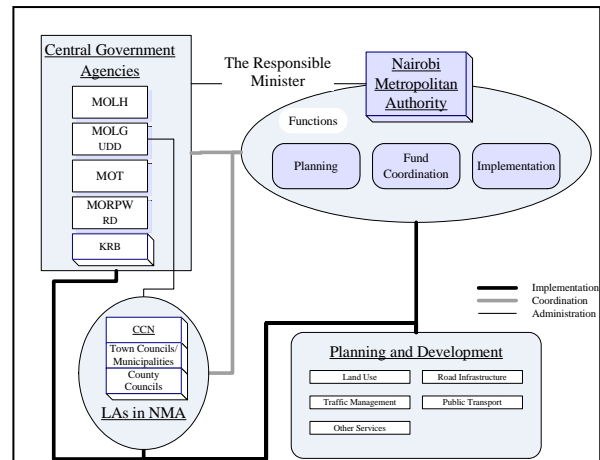 Central Government
Agencies
MOLH
MOLG
UDD
MOT
MORPW
RD
KRB
The Responsible
Minister
Nairobi
Metropolitan
Authority
Functions
Planning
Fund
Coordination
Implementation
Implementation
Coordination
Administration
CCN
Town Councils/
Municipalities
County
Councils
LAs in NMA
Planning and Development
Land Use
Road Infrastructure
Traffic Management
Public Transport
Other Services